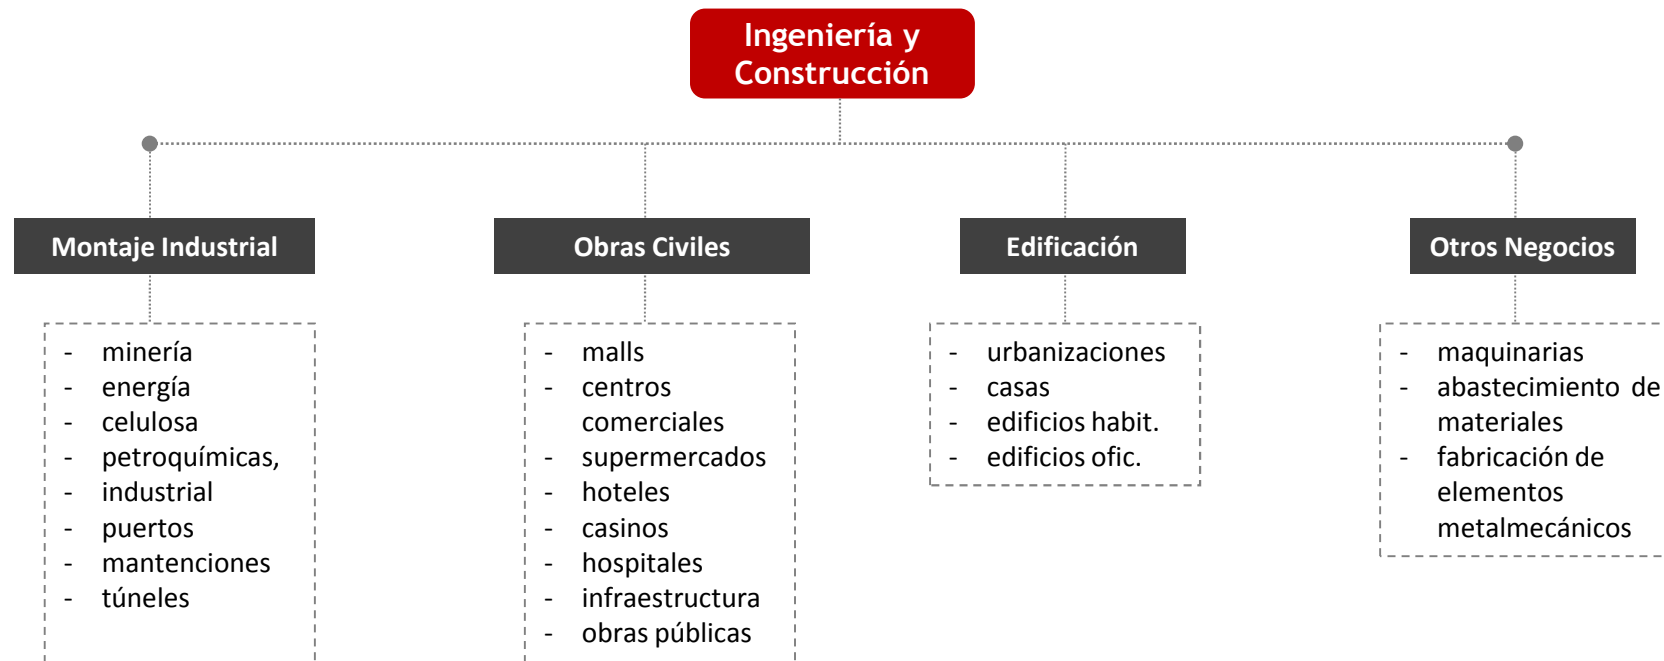 Ingeniería y
Construcción
Montaje Industrial
- minería
- energía
- celulosa
- petroquímicas,
- industrial
- puertos
- mantenciones
- túneles
Obras Civiles
- malls
- centros
comerciales
- supermercados
- hoteles
- casinos
- hospitales
- infraestructura
- obras públicas
Edificación
- urbanizaciones
- casas
- edificios habit.
- edificios ofic.
Otros Negocios
- maquinarias
- abastecimiento de
materiales
- fabricación de
elementos
metalmecánicos